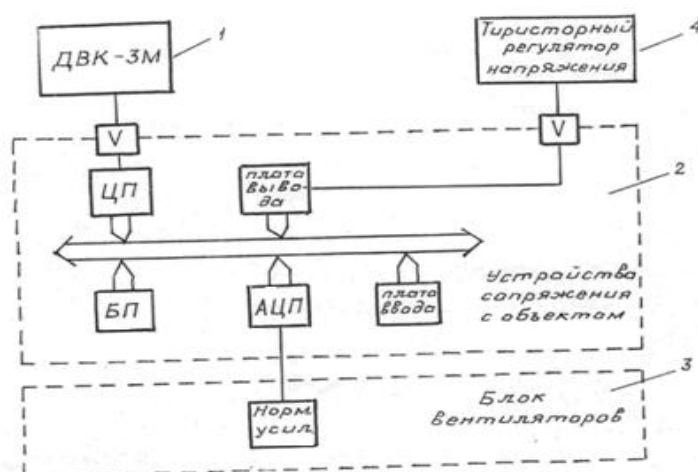 ДВК-3М
1
Тиристорный
регулятор
напряжения
4
V
V
ЦП
плата
выво-
да
2
БП
АЦП
плата
ввода
Устройства
сопряжения
с объектам
3
Норм.
усил.
Блок
вентиляторов